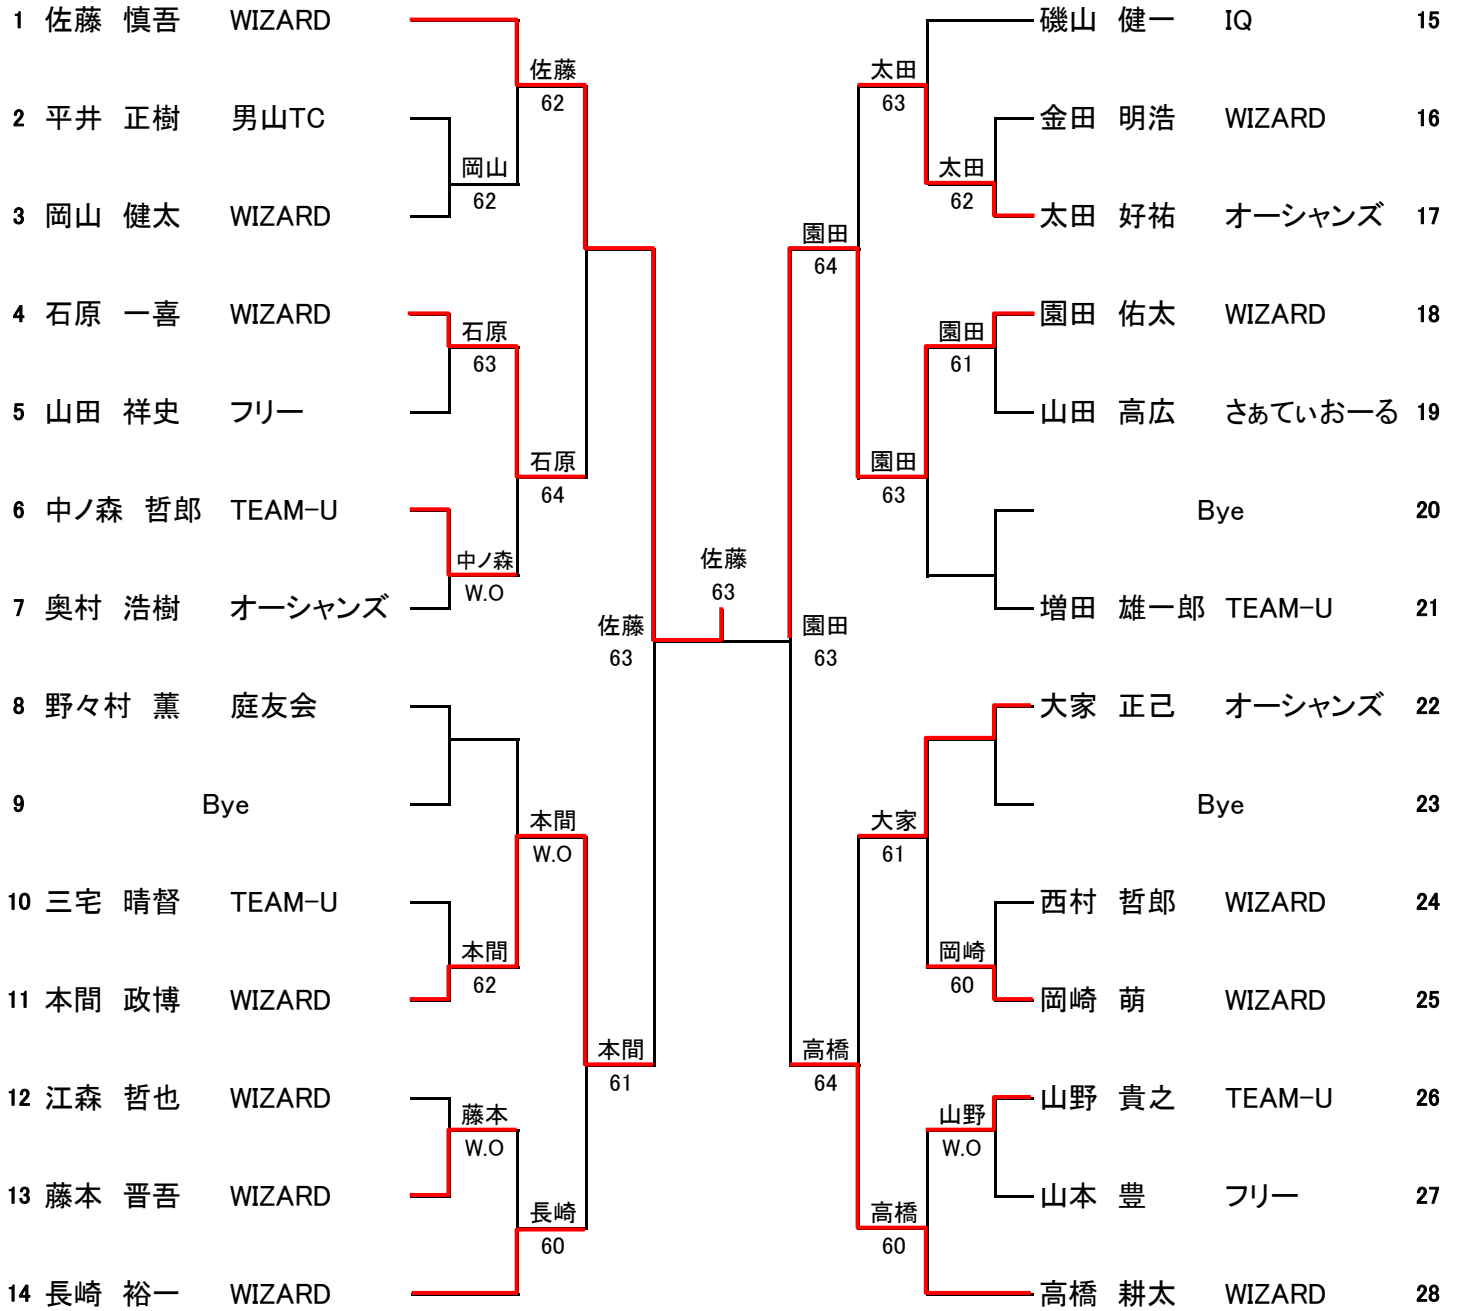 1 佐藤 慎吾 WIZARD
佐藤
62
2 平井 正樹 男山TC
岡山
62
3 岡山 健太 WIZARD
4 石原 一喜 WIZARD
石原
63
5 山田 祥史 フリー
石原
64
6 中ノ森 哲郎 TEAM-U
中ノ森
W.O
7 奥村 浩樹 オーシャンズ
佐藤
63
8 野々村 薫 庭友会
9 Bye
本間
W.O
10 三宅 晴督 TEAM-U
本間
62
11 本間 政博 WIZARD
本間
61
12 江森 哲也 WIZARD
藤本
W.O
13 藤本 晋吾 WIZARD
長崎
60
14 長崎 裕一 WIZARD
佐藤
63
磯山 健一 IQ 15
太田
63
金田 明浩 WIZARD 16
太田
62
太田 好祐 オーシャンズ 17
園田
64
園田 佑太 WIZARD 18
園田
61
山田 高広 さぁてぃおーる 19
園田
63
Bye 20
増田 雄一郎 TEAM-U 21
園田
63
大家 正己 オーシャンズ 22
Bye 23
大家
61
西村 哲郎 WIZARD 24
岡崎
60
岡崎 萌 WIZARD 25
高橋
64
山野 貴之 TEAM-U 26
山野
W.O
山本 豊 フリー 27
高橋
60
高橋 耕太 WIZARD 28